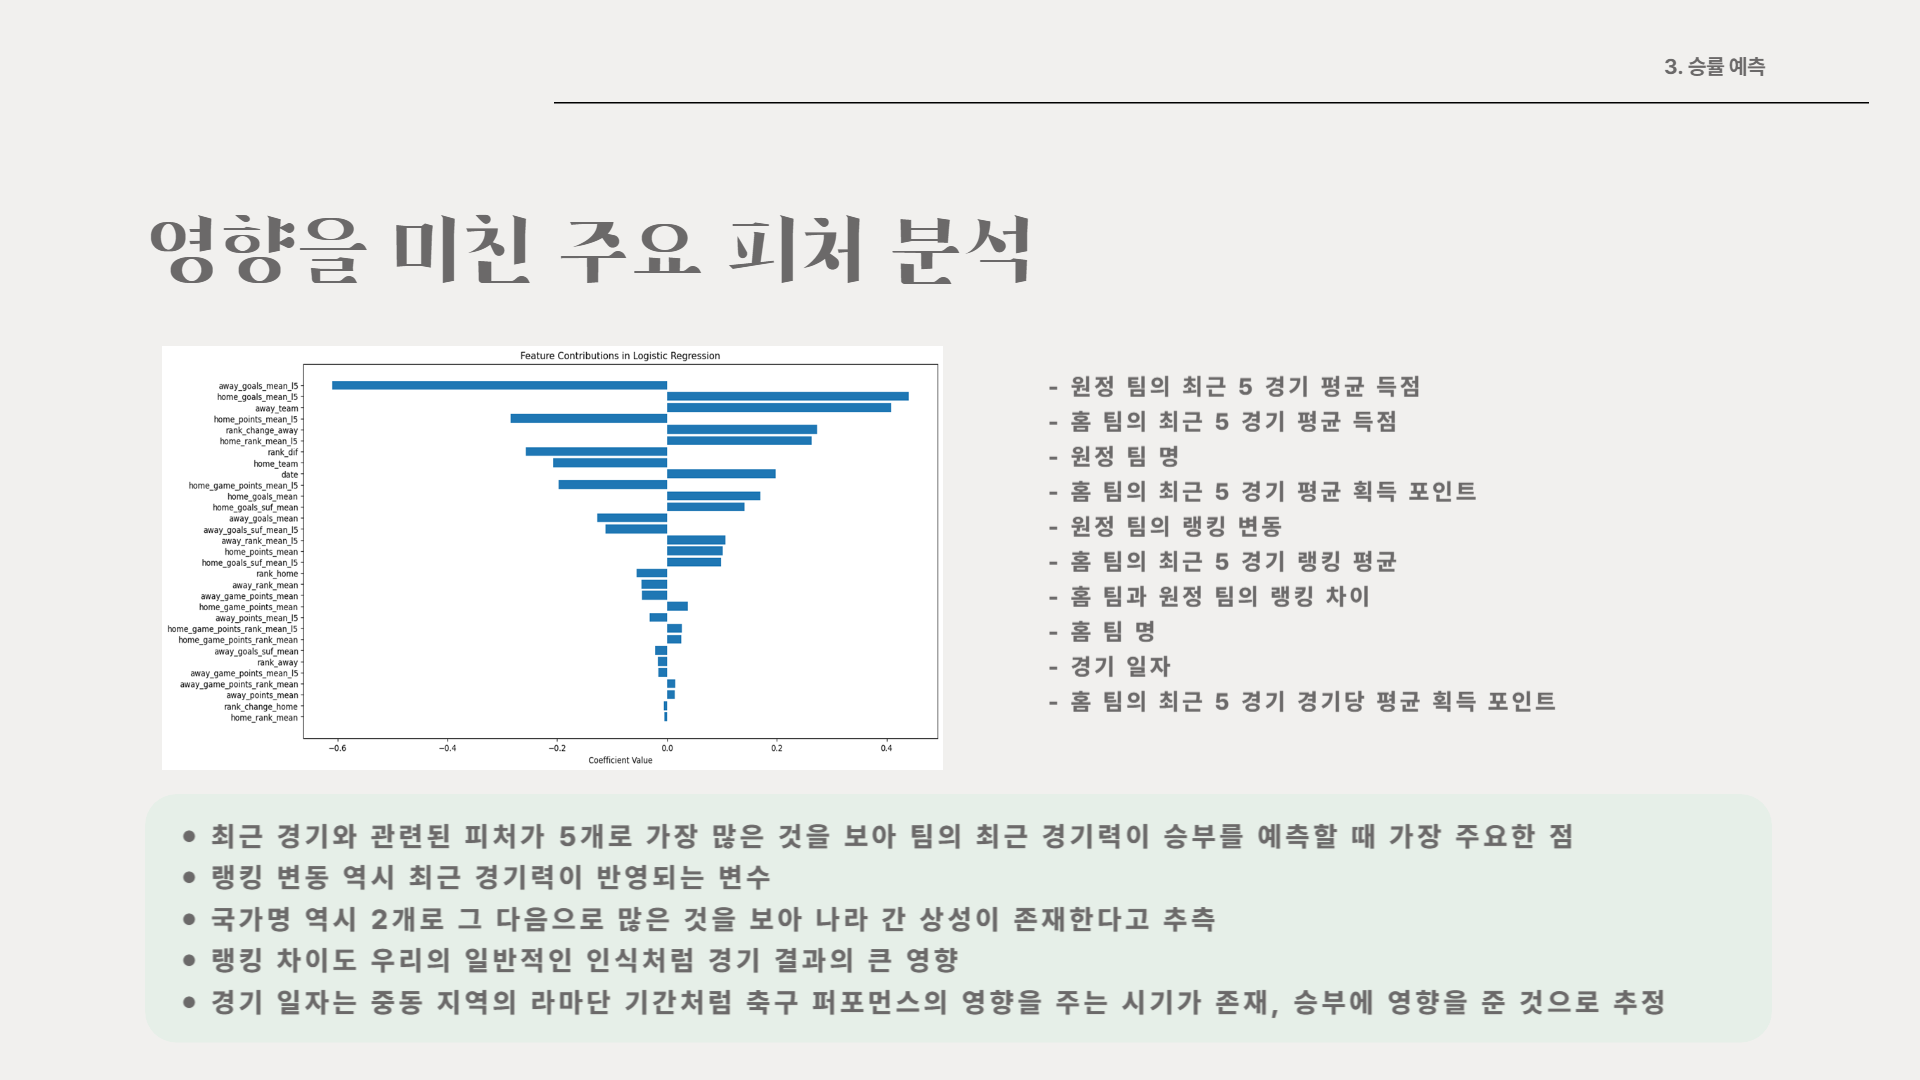 3. 승률 예측
영향을 미친 주요 피처 분석
Feature Contributions in Logistic Regression
away_goals_mean_l5
home_goals_mean_l5
away_team
home_points_mean_l5
rank_change_away
home_rank_mean_l5
rank_dif
home_team
date
home_game_points_mean_l5
home_goals_mean
home_goals_suf_mean
away_goals_mean
away_goals_suf_mean_l5
away_rank_mean_l5
home_points_mean
home_goals_suf_mean_l5
rank_home
away_rank_mean
away_game_points_mean
home_game_points_mean
away_points_mean_l5
home_game_points_rank_mean_l5
home_game_points_rank_mean
away_goals_suf_mean
rank_away
away_game_points_mean_l5
away_game_points_rank_mean
away_points_mean
rank_change_home
home_rank_mean
−0.6 −0.4 −0.2 0.0 0.2 0.4
Coefficient Value
- 원정 팀의 최근 5 경기 평균 득점
- 홈 팀의 최근 5 경기 평균 득점
- 원정 팀 명
- 홈 팀의 최근 5 경기 평균 획득 포인트
- 원정 팀의 랭킹 변동
- 홈 팀의 최근 5 경기 랭킹 평균
- 홈 팀과 원정 팀의 랭킹 차이
- 홈 팀 명
- 경기 일자
- 홈 팀의 최근 5 경기 경기당 평균 획득 포인트
• 최근 경기와 관련된 피처가 5개로 가장 많은 것을 보아 팀의 최근 경기력이 승부를 예측할 때 가장 주요한 점
• 랭킹 변동 역시 최근 경기력이 반영되는 변수
• 국가명 역시 2개로 그 다음으로 많은 것을 보아 나라 간 상성이 존재한다고 추측
• 랭킹 차이도 우리의 일반적인 인식처럼 경기 결과의 큰 영향
• 경기 일자는 중동 지역의 라마단 기간처럼 축구 퍼포먼스의 영향을 주는 시기가 존재, 승부에 영향을 준 것으로 추정